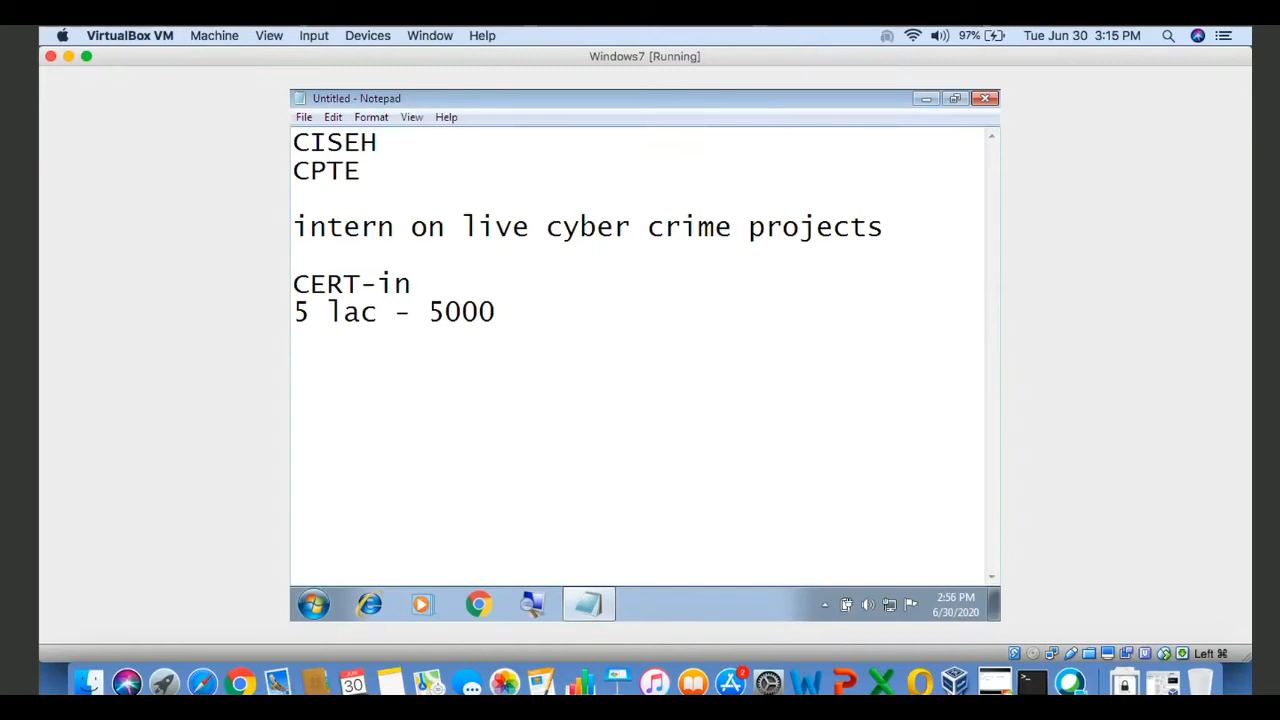 VirtualBox VM Machine View Input Devices Window Help 97% Tue Jun 30 3:15 PM
Windows7 [Running]
Untitled - Notepad
File Edit Format View Help
CISEH
CPTE
intern on live cyber crime projects
CERT-in
5 lac - 5000
2:56 PM
6/30/2020
Left ⌘
30